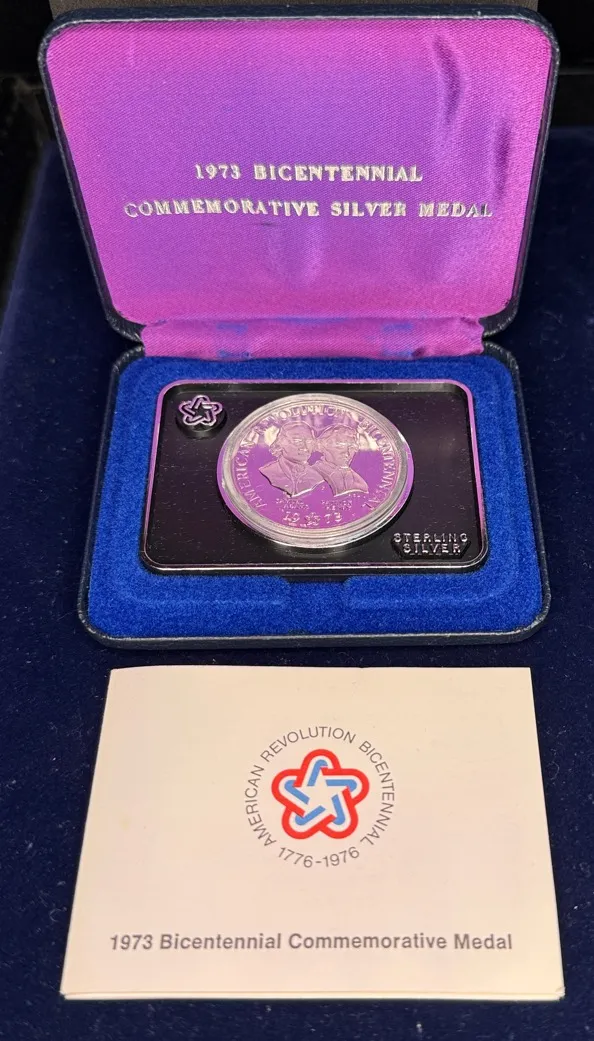 1973 BICENTENNIAL
COMMEMORATIVE SILVER MEDAL
AMERICAN REVOLUTION BICENTENNIAL
1973
STERLING
SILVER
AMERICAN REVOLUTION BICENTENNIAL
1776-1976
1973 Bicentennial Commemorative Medal